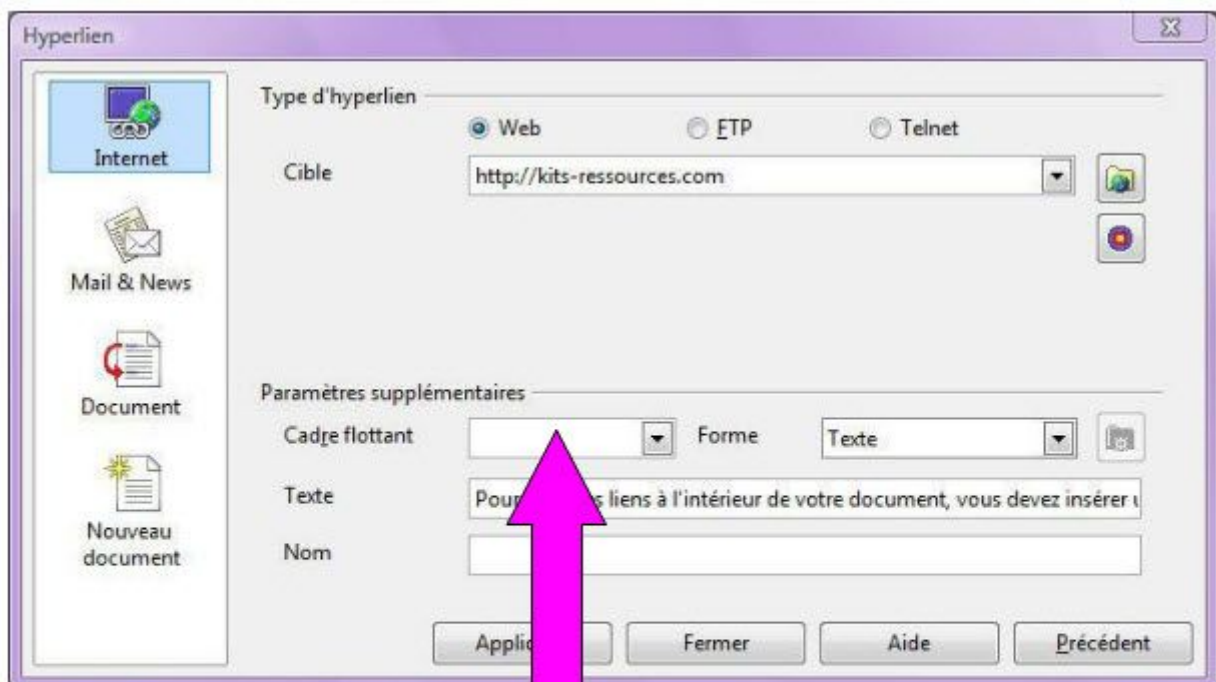 Hyperlien
Internet
Mail & News
Document
Nouveau
document
Type d'hyperlien
Web FTP Telnet
Cible http://kits-ressources.com
Paramètres supplémentaires
Cadre flottant Forme Texte
Texte liens à l'intérieur de votre document, vous devez insérer
Nom
Fermer Aide Précédent